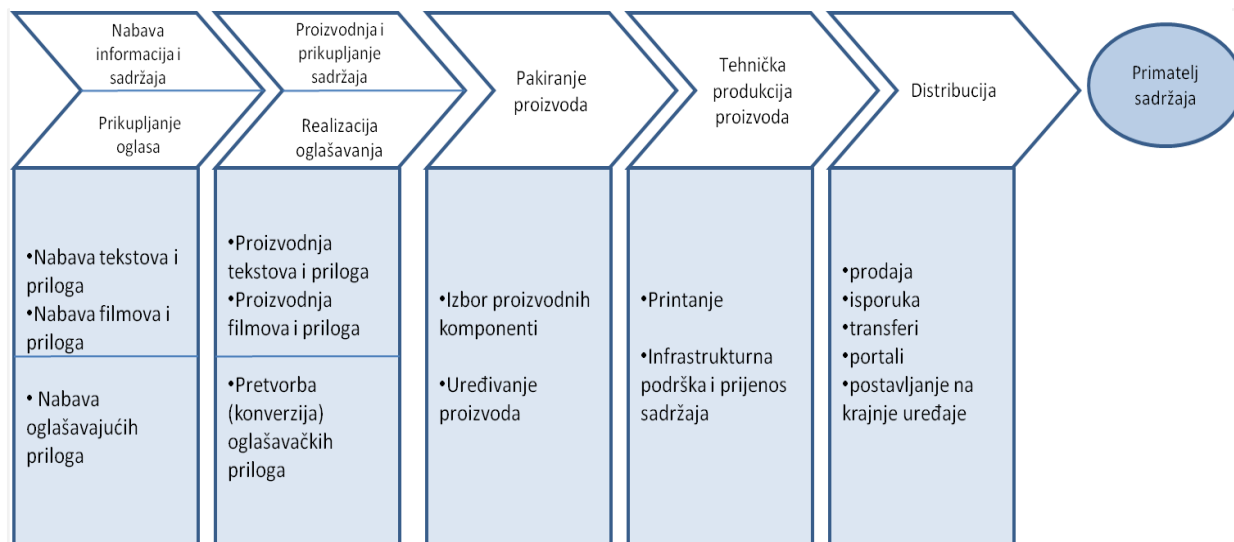 Nabava
informacija i
sadržaja
Prikupljanje
oglasa
Proizvodnja i
prikupljanje
sadržaja
Realizacija
oglašavanja
Pakiranje
proizvoda
Tehnička
produkcija
proizvoda
Distribucija
Primatelj
sadržaja
•Nabava tekstova i
priloga
•Nabava filmova i
priloga
• Nabava
oglašavajućih
priloga
•Proizvodnja
tekstova i priloga
•Proizvodnja
filmova i priloga
•Pretvorba
(konverzija)
oglašavačkih
priloga
•Izbor proizvodnih
komponenti
•Uređivanje
proizvoda
•Printanje
•Infrastrukturna
podrška i prijenos
sadržaja
•prodaja
•isporuka
•transferi
•portali
•postavljanje na
krajnje uređaje